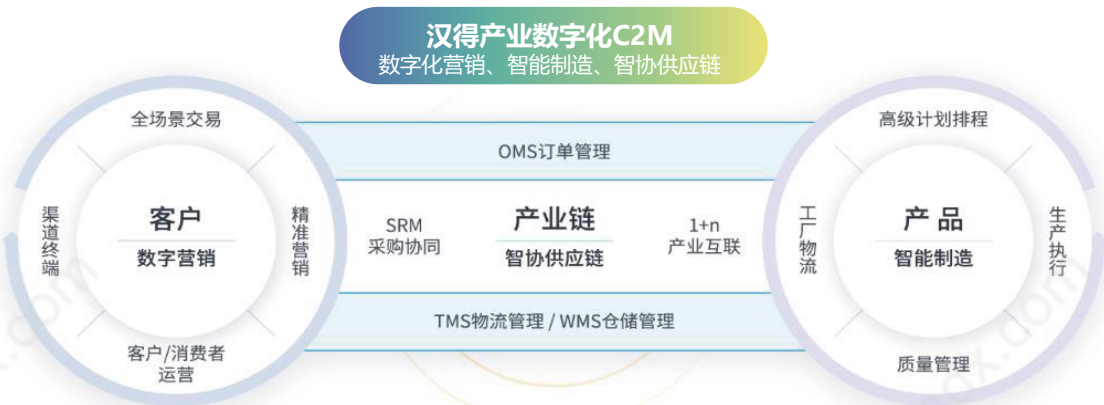 汉得产业数字化C2M
数字化营销、智能制造、智协供应链
全场景交易
渠道终端
客户
数字营销
精准营销
客户/消费者
运营
OMS订单管理
SRM
采购协同
产业链
智协供应链
1+n
产业互联
TMS物流管理 / WMS仓储管理
高级计划排程
工厂物流
产品
智能制造
生产执行
质量管理